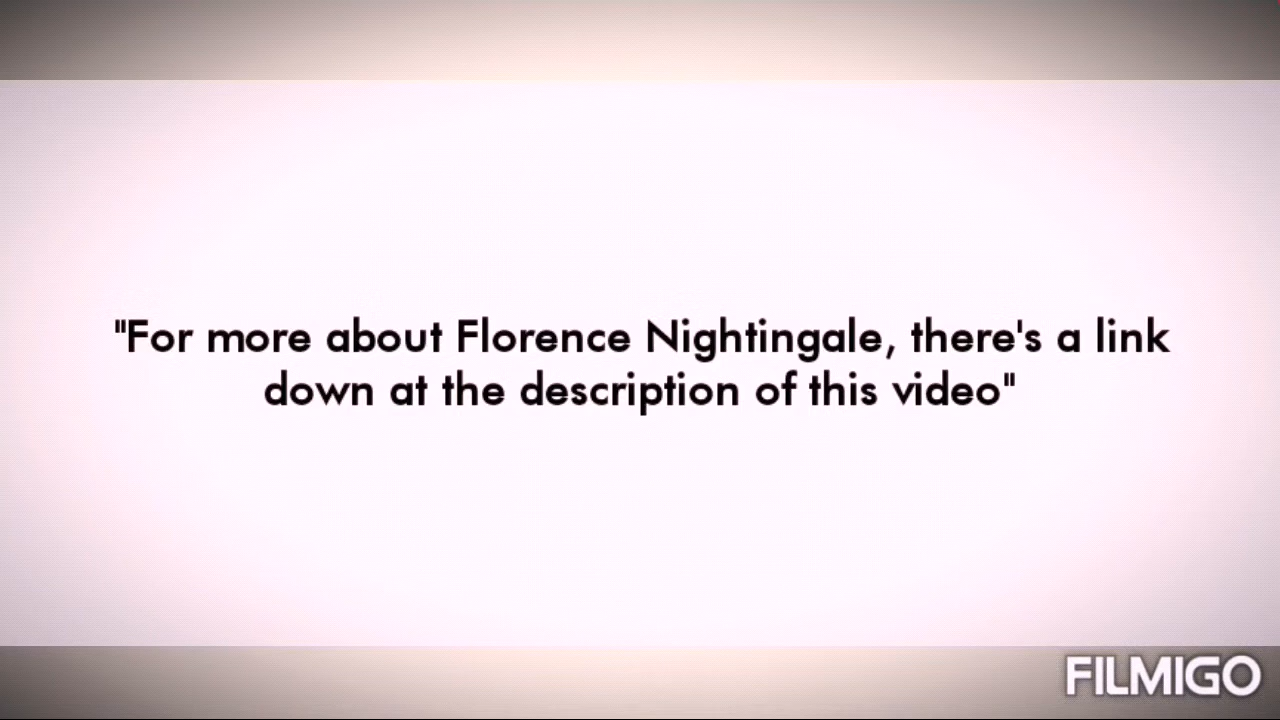 "For more about Florence Nightingale, there's a link
down at the description of this video"
FILMIGO